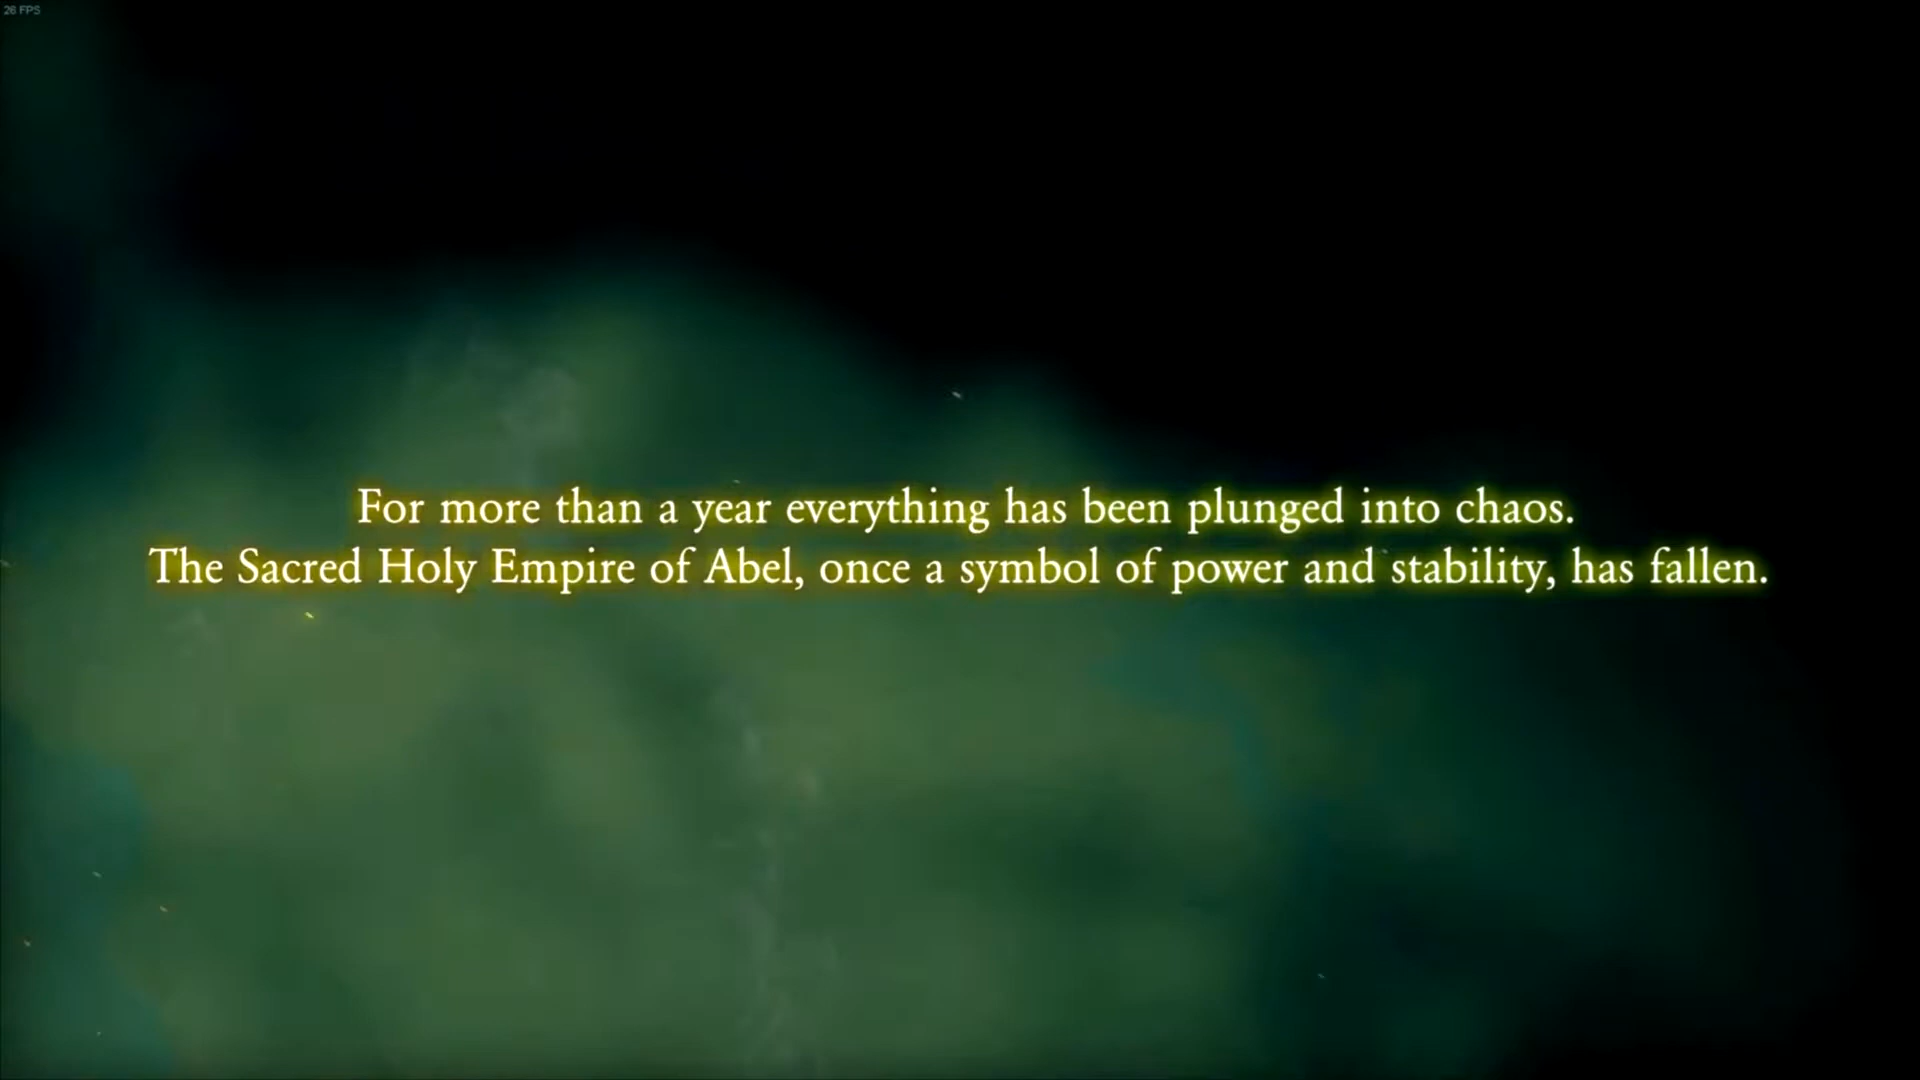 26 FPS
For more than a year everything has been plunged into chaos.
The Sacred Holy Empire of Abel, once a symbol of power and stability, has fallen.